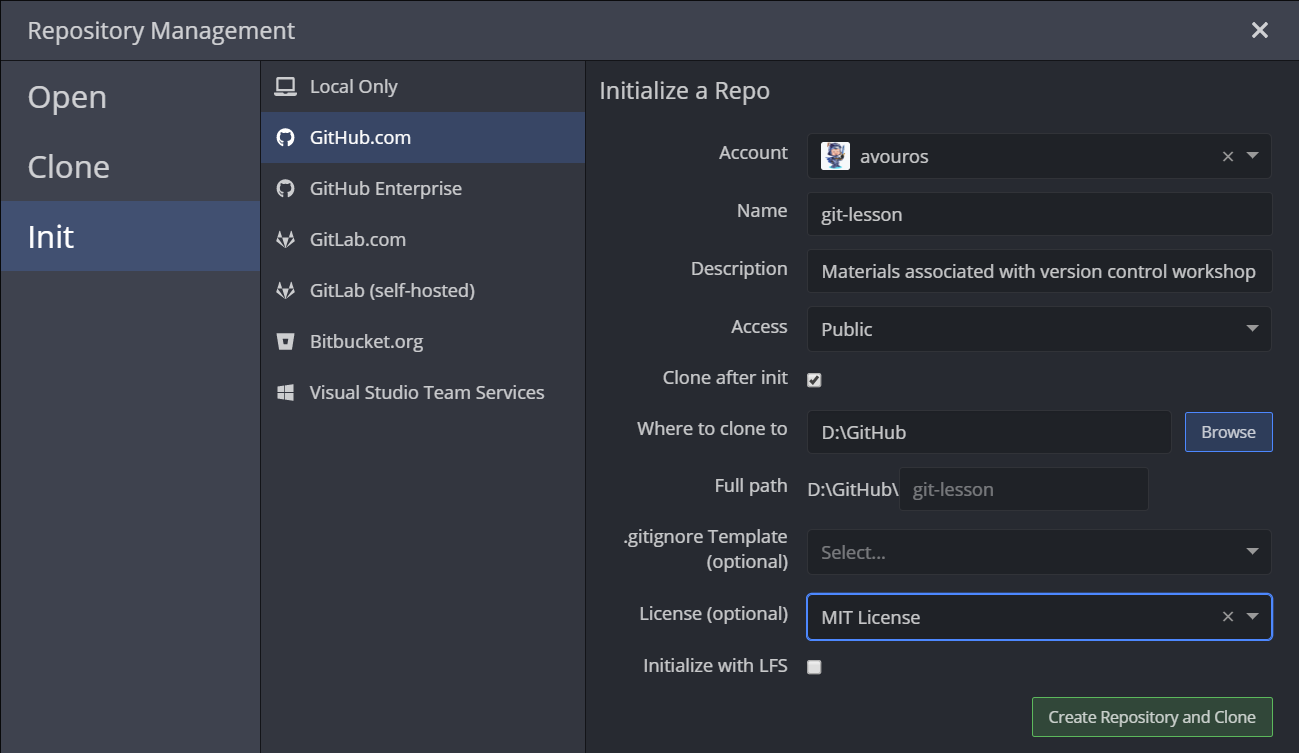 Repository Management
Open
Clone
Init
Local Only
GitHub.com
GitHub Enterprise
GitLab.com
GitLab (self-hosted)
Bitbucket.org
Visual Studio Team Services
Initialize a Repo
Account avouros
Name git-lesson
Description Materials associated with version control workshop
Access Public
Clone after init
Where to clone to D:\GitHub Browse
Full path D:\GitHub\ git-lesson
.gitignore Template
(optional) Select...
License (optional) MIT License
Initialize with LFS
Create Repository and Clone